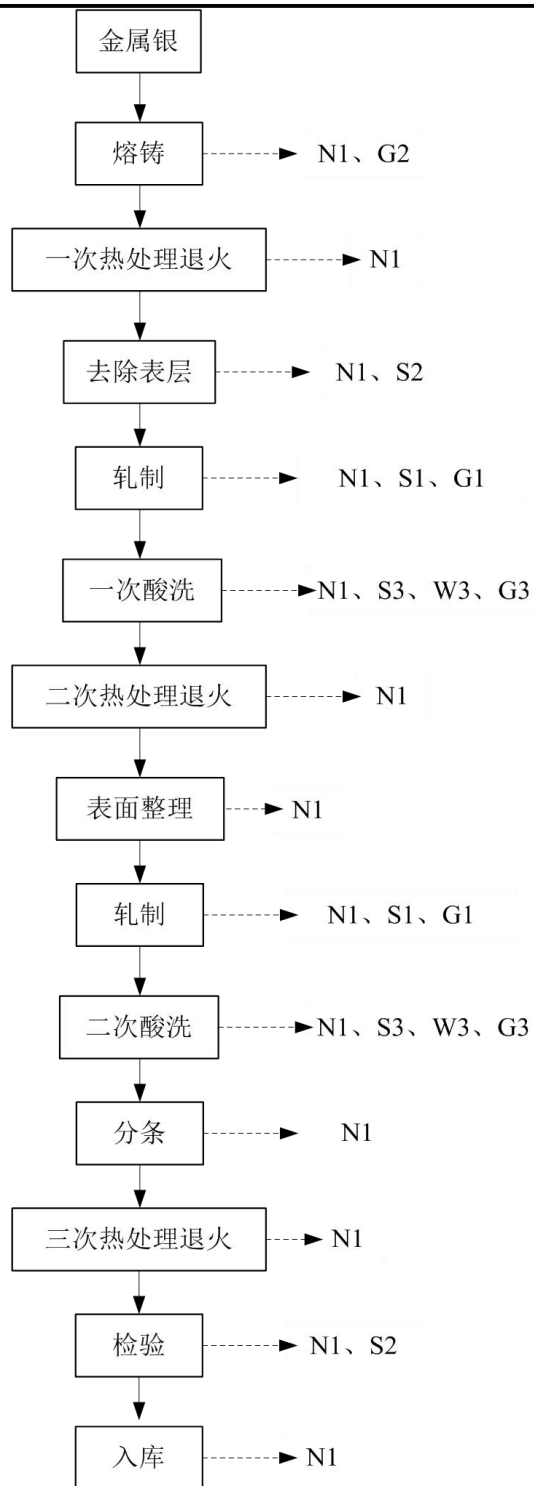 金属银
熔铸 N1、G2
一次热处理退火 N1
去除表层 N1、S2
轧制 N1、S1、G1
一次酸洗 N1、S3、W3、G3
二次热处理退火 N1
表面整理 N1
轧制 N1、S1、G1
二次酸洗 N1、S3、W3、G3
分条 N1
三次热处理退火 N1
检验 N1、S2
入库 N1